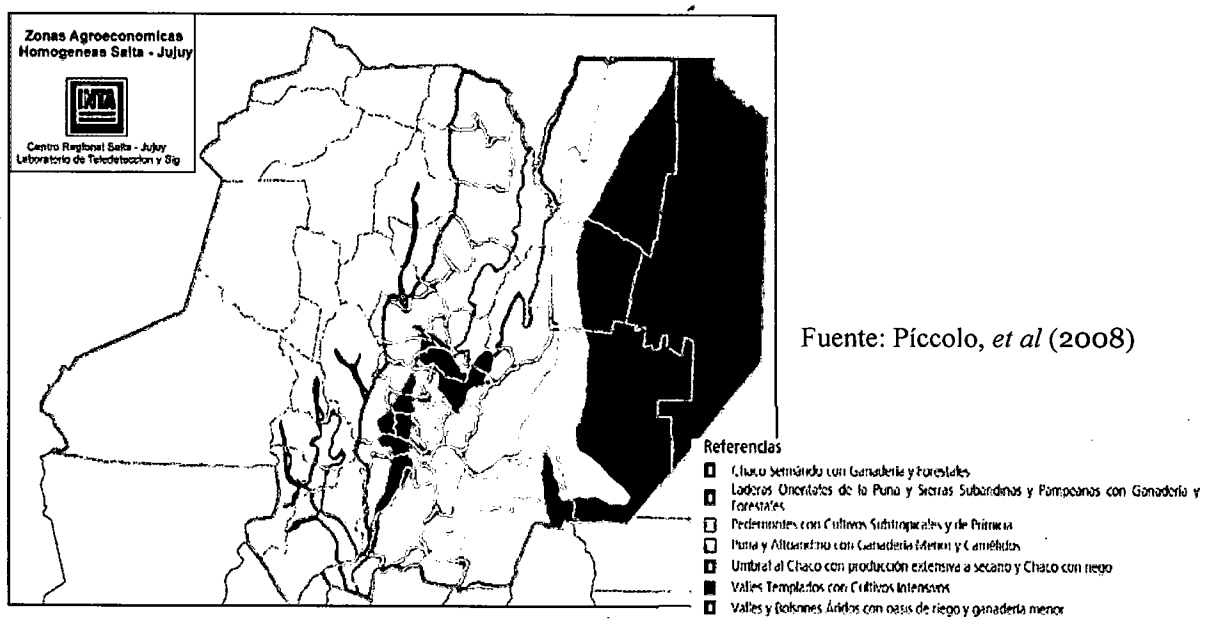 Zonas Agroeconomicas
Homogeneas Salta - Jujuy
INTA
Centro Regional Salta - Jujuy
Laboratorio de Teledeteccion y Sig
Fuente: Píccolo, et al (2008)
Referencias
Chaco Semiárido con Ganadería y Forestales
Laderas Orientales de la Puna y Sierras Subandinas y Pampeanas con Ganadería y
Forestales
Pedemontes con Cultivos Subtropicales y de Primicia
Puna y Altoandino con Ganadería Menor y Camélidos
Umbral al Chaco con producción extensiva a secano y Chaco con riego
Valles Templados con Cultivos Intensivos
Valles y Bolsones Áridos con oasis de riego y ganadería menor